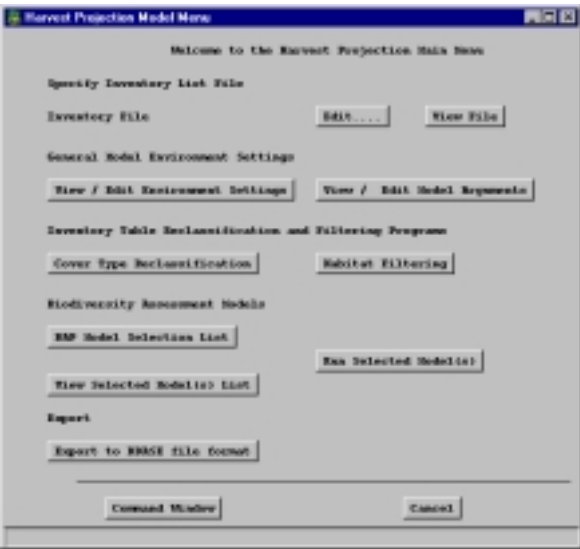 Harvest Projection Model Menu
Welcome to the Harvest Projection Main Menu
Specify Inventory List File
Inventory File
Edit.... View File
General Model Environment Settings
View / Edit Environment Settings View / Edit Model Arguments
Inventory Table Reclassification and Filtering Programs
Cover Type Reclassification Habitat Filtering
Biodiversity Assessment Models
BAP Model Selection List
Run Selected Model(s)
View Selected Model(s) List
Export
Export to DBASE file format
Command Window Cancel